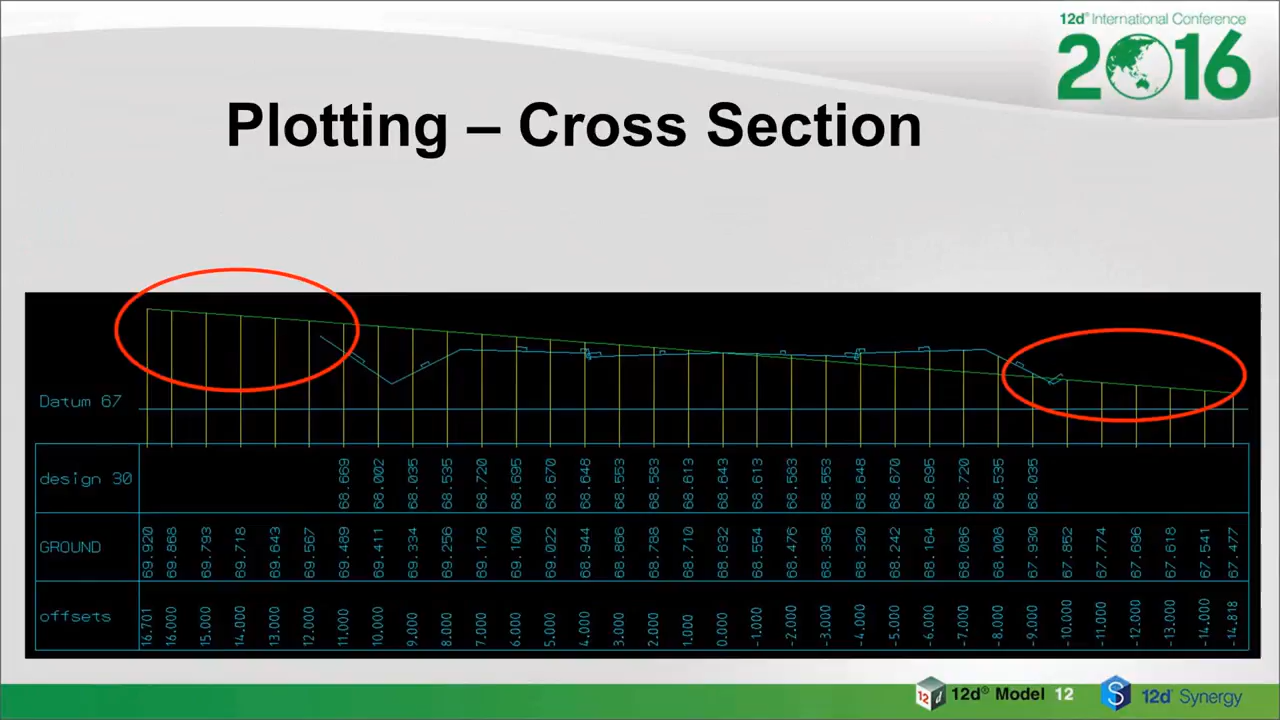 12d® International Conference
2016
Plotting – Cross Section
Datum 67
design 30 68.669 68.002 68.035 68.535 68.720 68.695 68.670 68.648 68.553 68.583 68.613 68.643 68.613 68.583 68.553 68.648 68.670 68.695 68.720 68.535 68.035
GROUND 69.920 69.868 69.793 69.718 69.643 69.567 69.489 69.411 69.334 69.256 69.178 69.100 69.022 68.944 68.866 68.788 68.710 68.632 68.554 68.476 68.398 68.320 68.242 68.164 68.086 68.008 67.930 67.852 67.774 67.696 67.618 67.541 67.477
offsets 16.701 16.000 15.000 14.000 13.000 12.000 11.000 10.000 9.000 8.000 7.000 6.000 5.000 4.000 3.000 2.000 1.000 0.000 -1.000 -2.000 -3.000 -4.000 -5.000 -6.000 -7.000 -8.000 -9.000 -10.000 -11.000 -12.000 -13.000 -14.000 -14.818
12d® Model 12 12d® Synergy